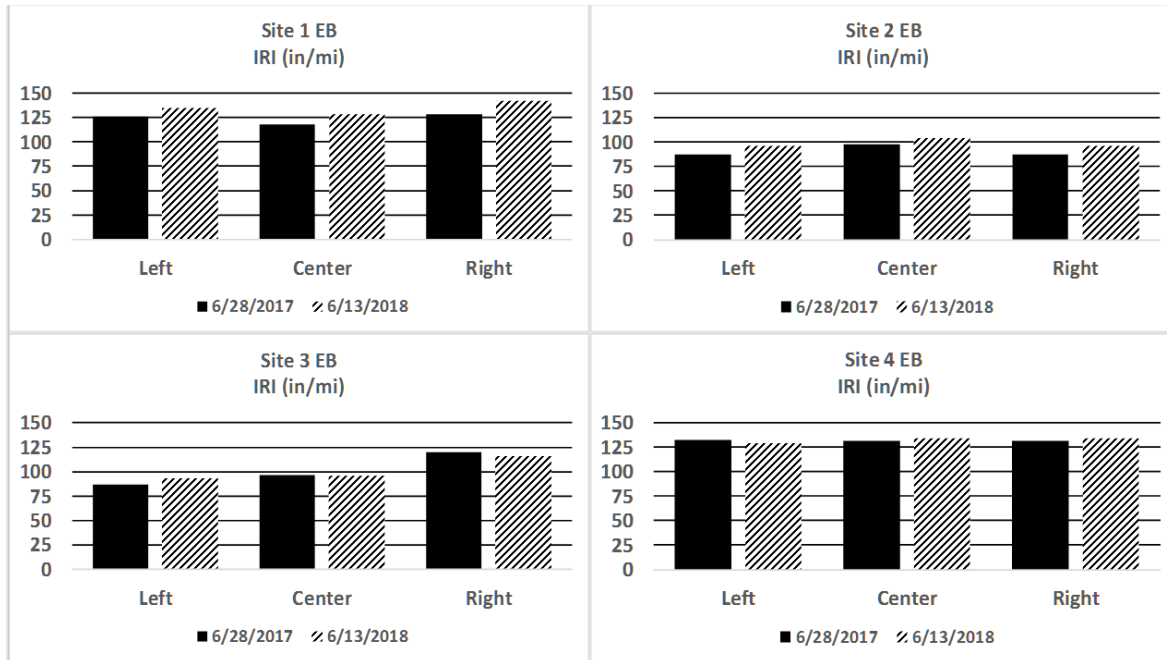 Site 1 EB
IRI (in/mi)
150
125
100
75
50
25
0
Left Center Right
6/28/2017 6/13/2018
Site 2 EB
IRI (in/mi)
150
125
100
75
50
25
0
Left Center Right
6/28/2017 6/13/2018
Site 3 EB
IRI (in/mi)
150
125
100
75
50
25
0
Left Center Right
6/28/2017 6/13/2018
Site 4 EB
IRI (in/mi)
150
125
100
75
50
25
0
Left Center Right
6/28/2017 6/13/2018